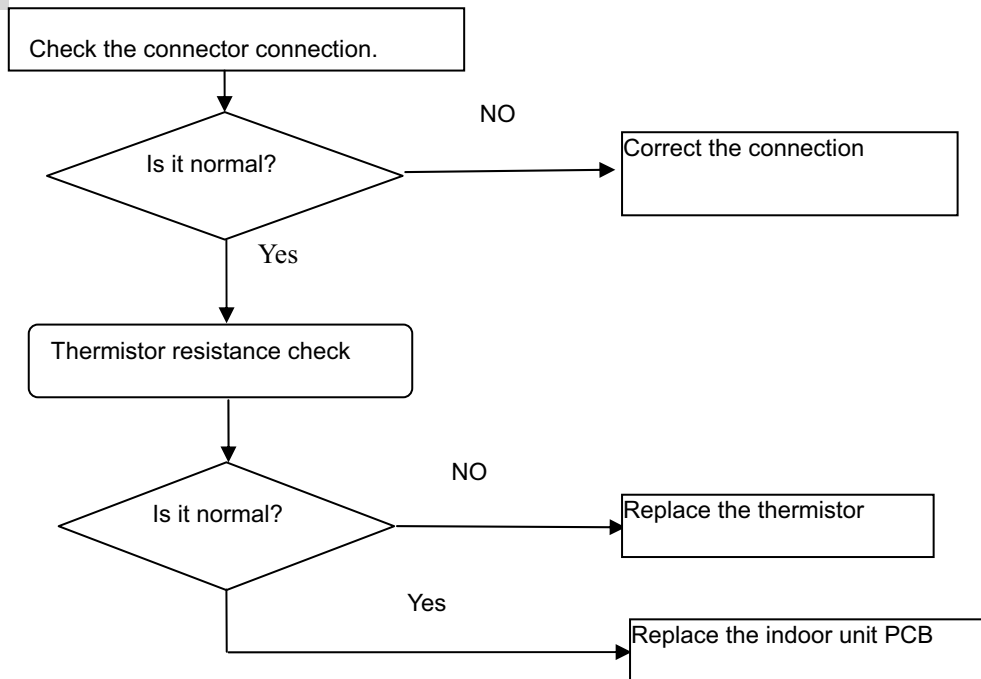 Check the connector connection.
NO
Is it normal?
Correct the connection
Yes
Thermistor resistance check
NO
Is it normal?
Replace the thermistor
Yes
Replace the indoor unit PCB